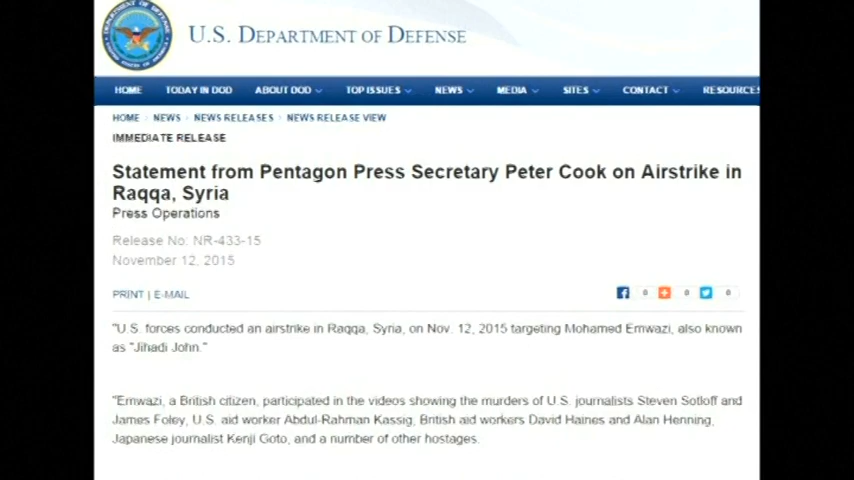 U.S. DEPARTMENT OF DEFENSE
HOME TODAY IN DOD ABOUT DOD TOP ISSUES NEWS MEDIA SITES CONTACT RESOURCES
HOME › NEWS › NEWS RELEASES › NEWS RELEASE VIEW
IMMEDIATE RELEASE
Statement from Pentagon Press Secretary Peter Cook on Airstrike in
Raqqa, Syria
Press Operations
Release No: NR-433-15
November 12, 2015
PRINT | E-MAIL 0 0 0
"U.S. forces conducted an airstrike in Raqqa, Syria, on Nov. 12, 2015 targeting Mohamed Emwazi, also known
as "Jihadi John."
"Emwazi, a British citizen, participated in the videos showing the murders of U.S. journalists Steven Sotloff and
James Foley, U.S. aid worker Abdul-Rahman Kassig, British aid workers David Haines and Alan Henning,
Japanese journalist Kenji Goto, and a number of other hostages.